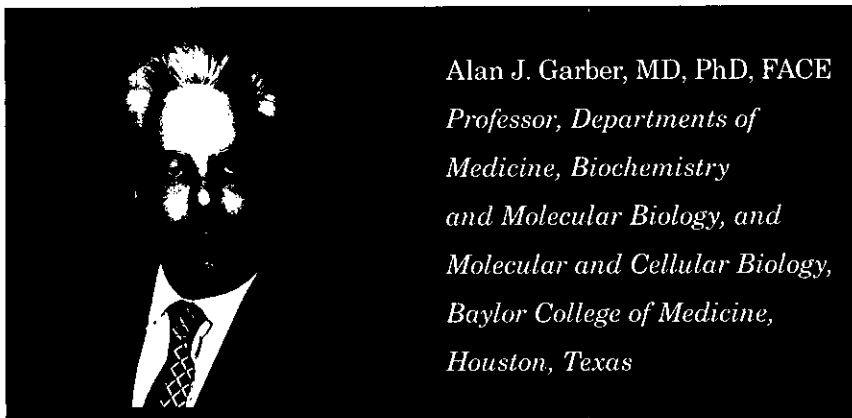 Alan J. Garber, MD, PhD, FACE
Professor, Departments of
Medicine, Biochemistry
and Molecular Biology, and
Molecular and Cellular Biology,
Baylor College of Medicine,
Houston, Texas